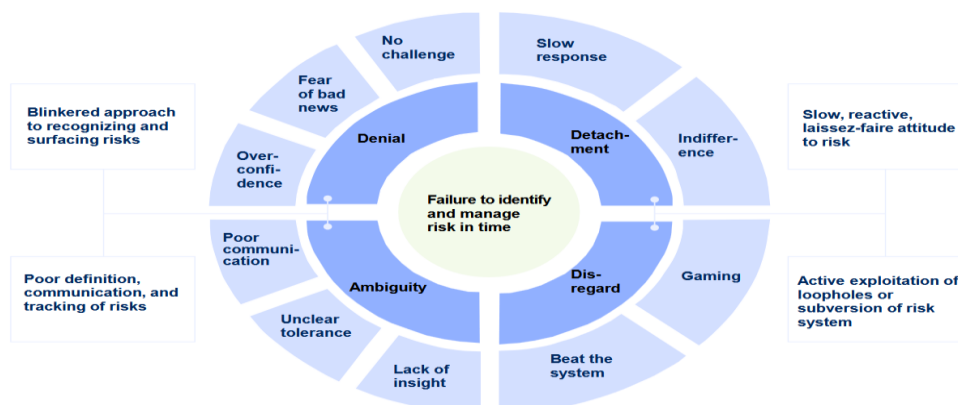 No
challenge
Slow
response
Fear
of bad
news
Blinkered approach
to recognizing and
surfacing risks
Denial
Detach-
ment
Slow, reactive,
laissez-faire attitude
to risk
Over-
confi-
dence
Indiffer-
ence
Failure to identify
and manage
risk in time
Poor
communi-
cation
Poor definition,
communication, and
tracking of risks
Ambiguity
Dis-
regard
Gaming
Active exploitation of
loopholes or
subversion of risk
system
Unclear
tolerance
Lack of
insight
Beat the
system